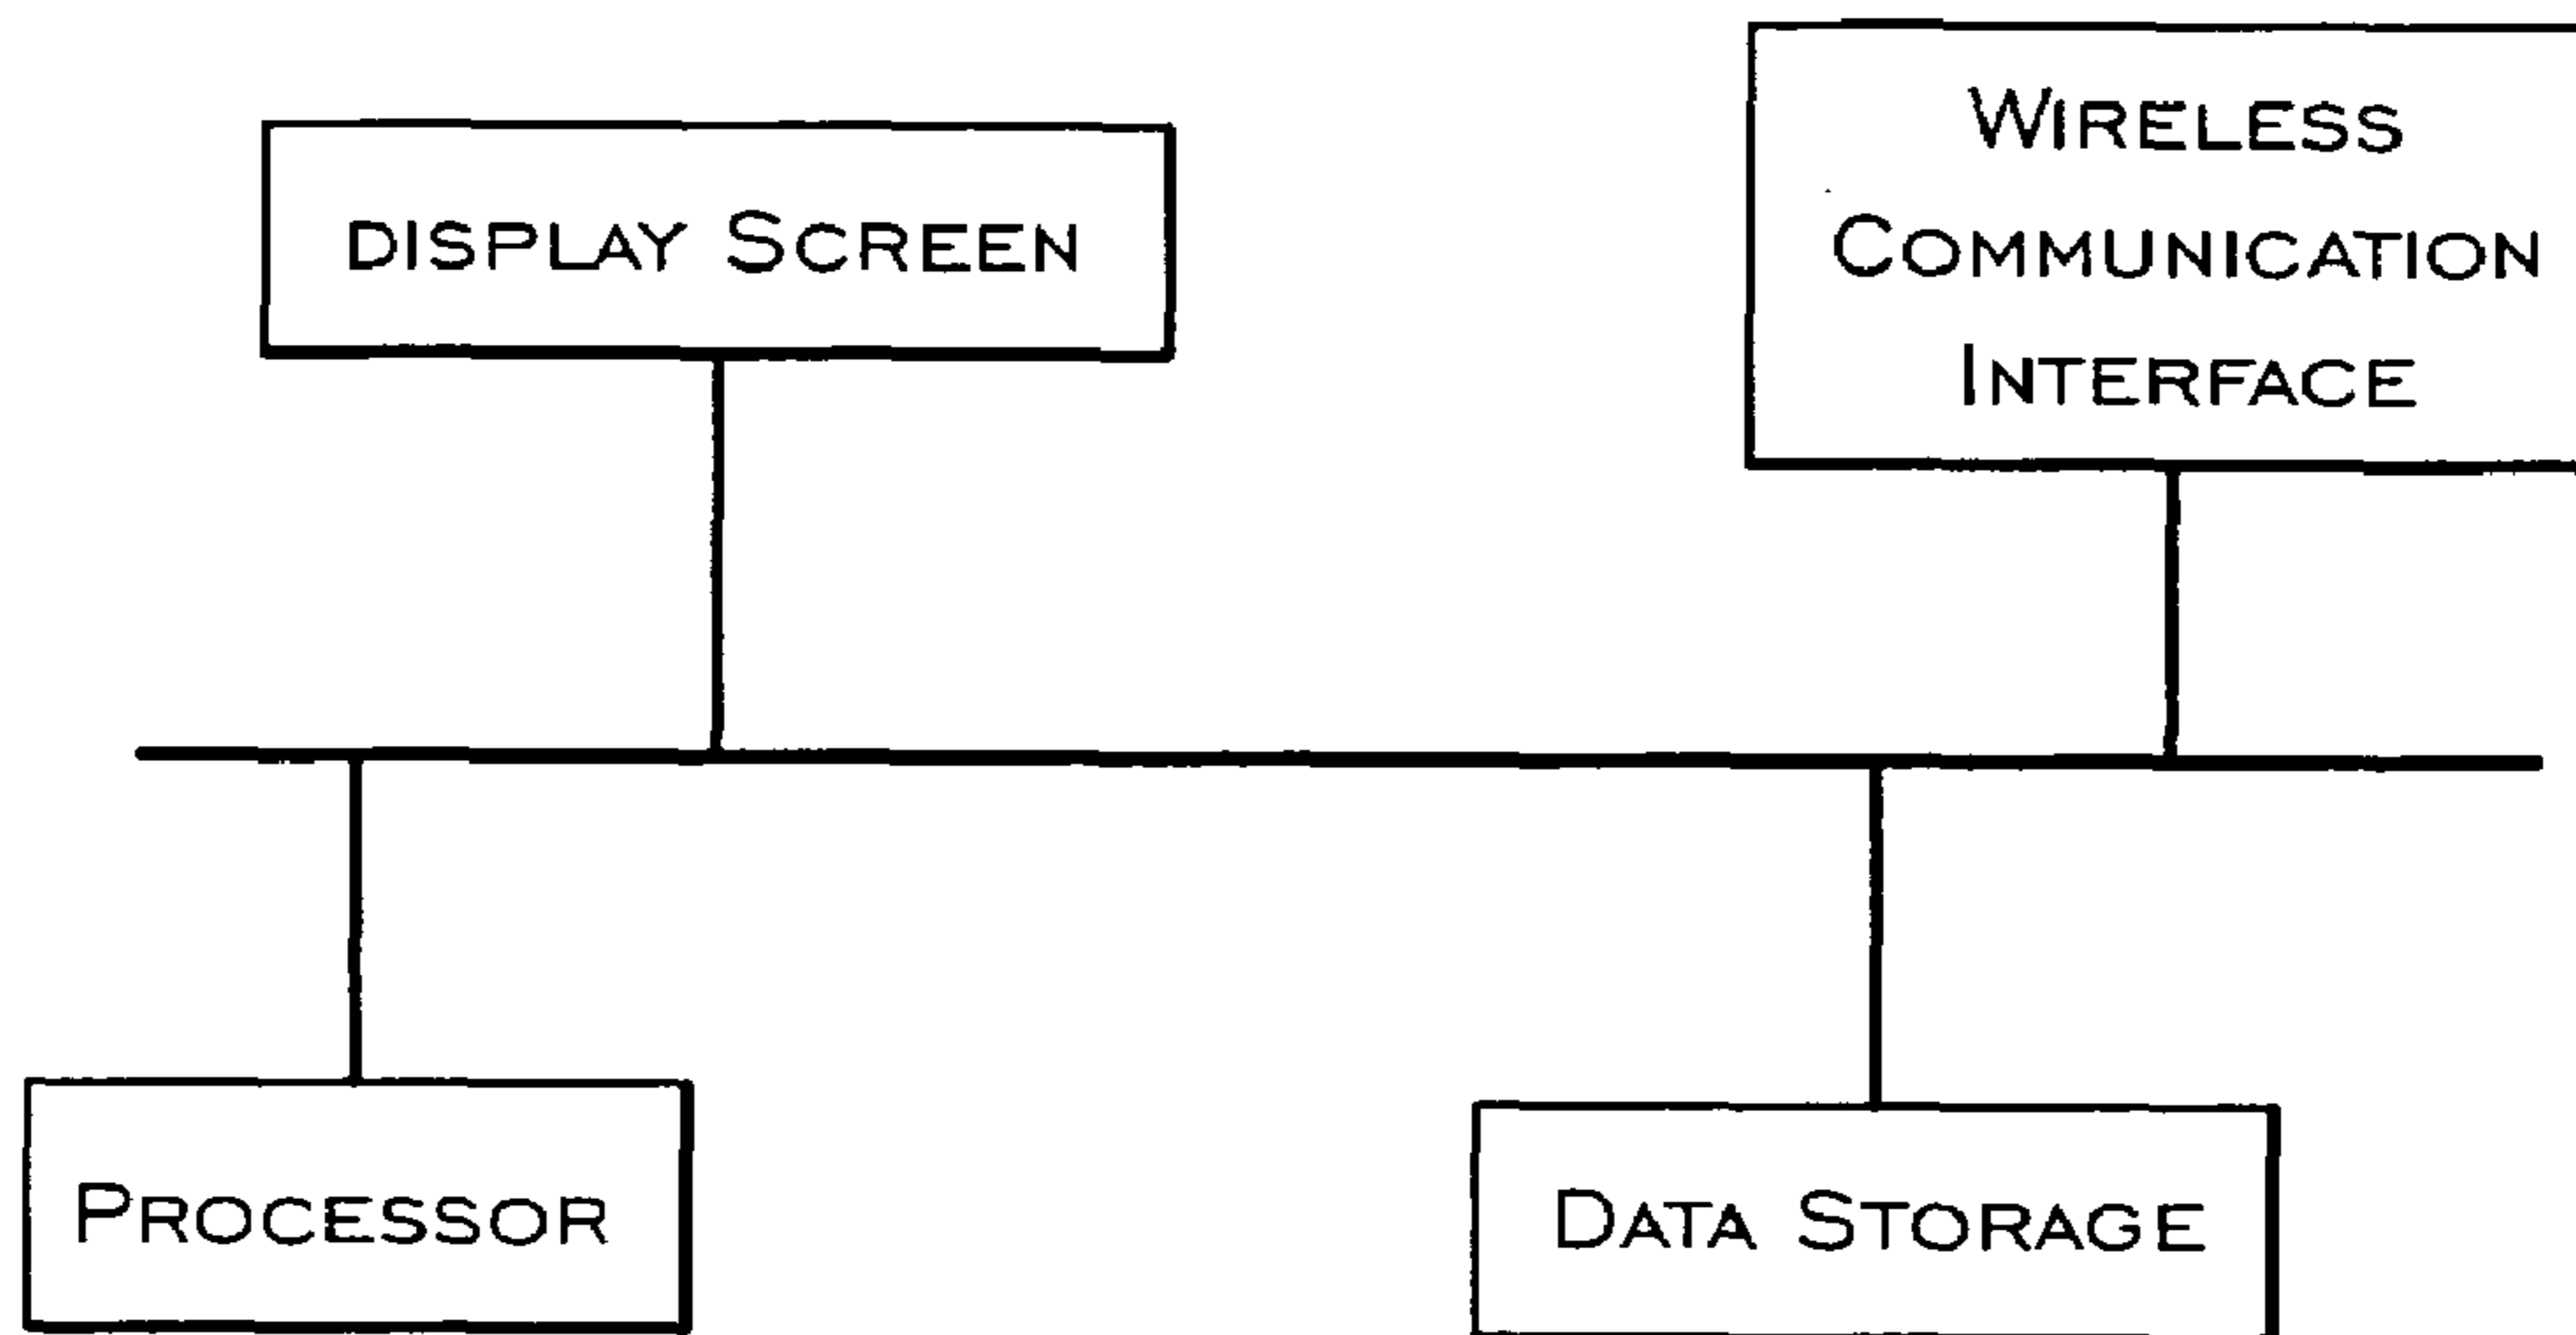 DISPLAY SCREEN
WIRELESS
COMMUNICATION
INTERFACE
PROCESSOR
DATA STORAGE